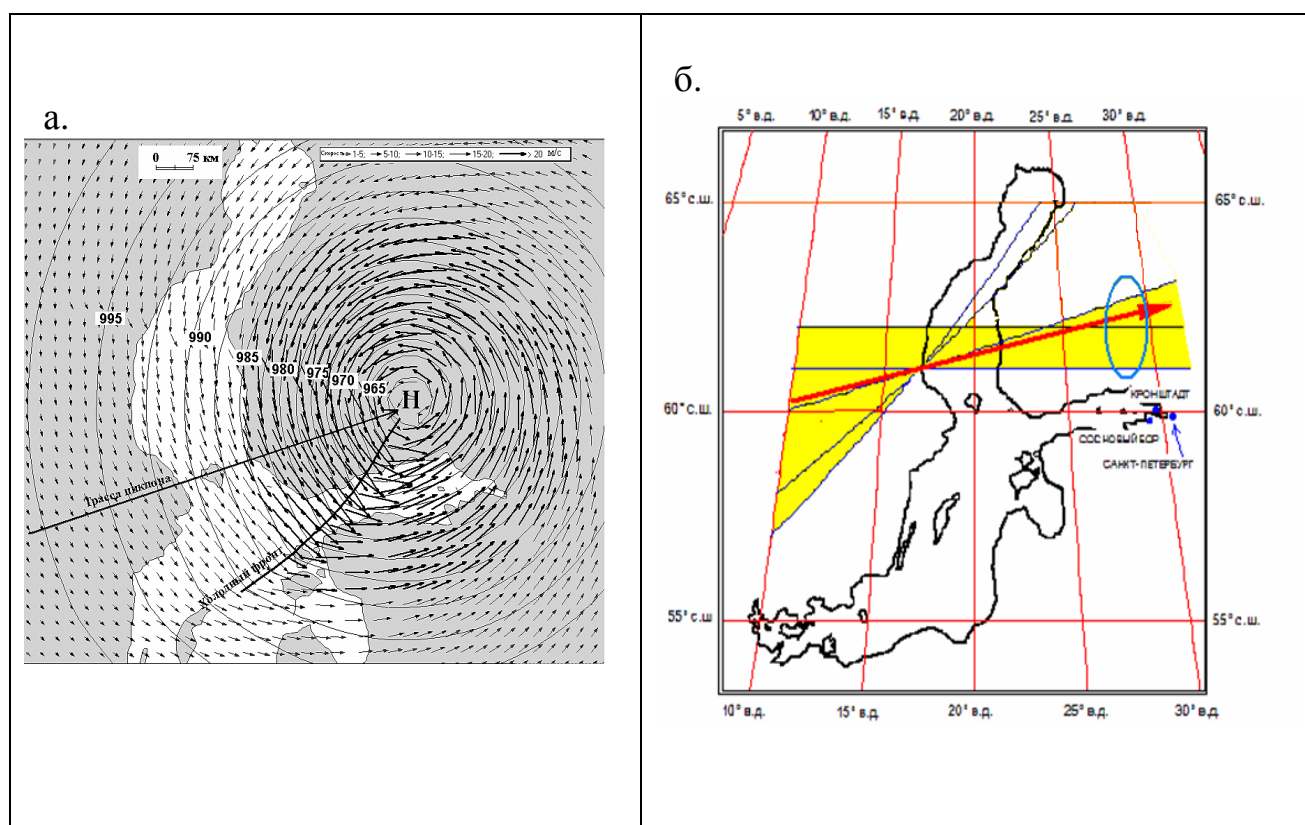 а.
0 75 км
Скорость 1-5; 5-10; 10-15; 15-20; > 20 м/с
995
990
985
980
975
970
965
Н
Трасса циклона
Холодный фронт
б.
5° в.д. 10° в.д. 15° в.д. 20° в.д. 25° в.д. 30° в.д.
65° с.ш. 65° с.ш.
60° с.ш. 60° с.ш.
КРОНШТАДТ
СОСНОВЫЙ БОР
САНКТ-ПЕТЕРБУРГ
55° с.ш 55° с.ш.
10° в.д. 15° в.д. 20° в.д. 25° в.д. 30° в.д.